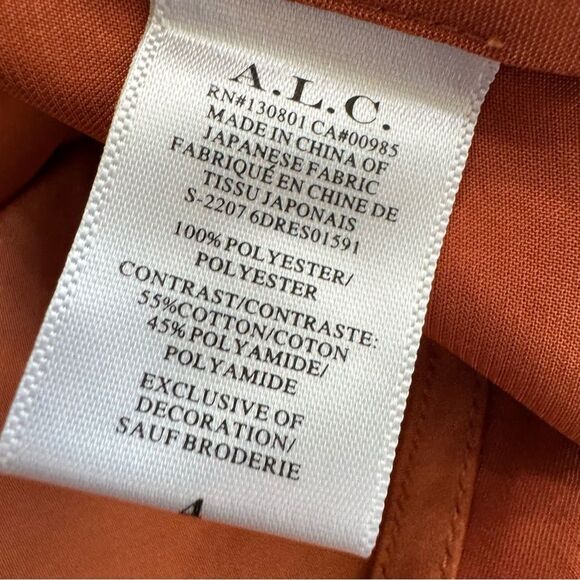 A.L.C.
RN#130801 CA#00985
MADE IN CHINA OF
JAPANESE FABRIC
FABRIQUÉ EN CHINE DE
TISSU JAPONAIS
S-2207 6DRES01591
100% POLYESTER/
POLYESTER
CONTRAST/CONTRASTE:
55%COTTON/COTON
45% POLYAMIDE/
POLYAMIDE
EXCLUSIVE OF
DECORATION/
SAUF BRODERIE